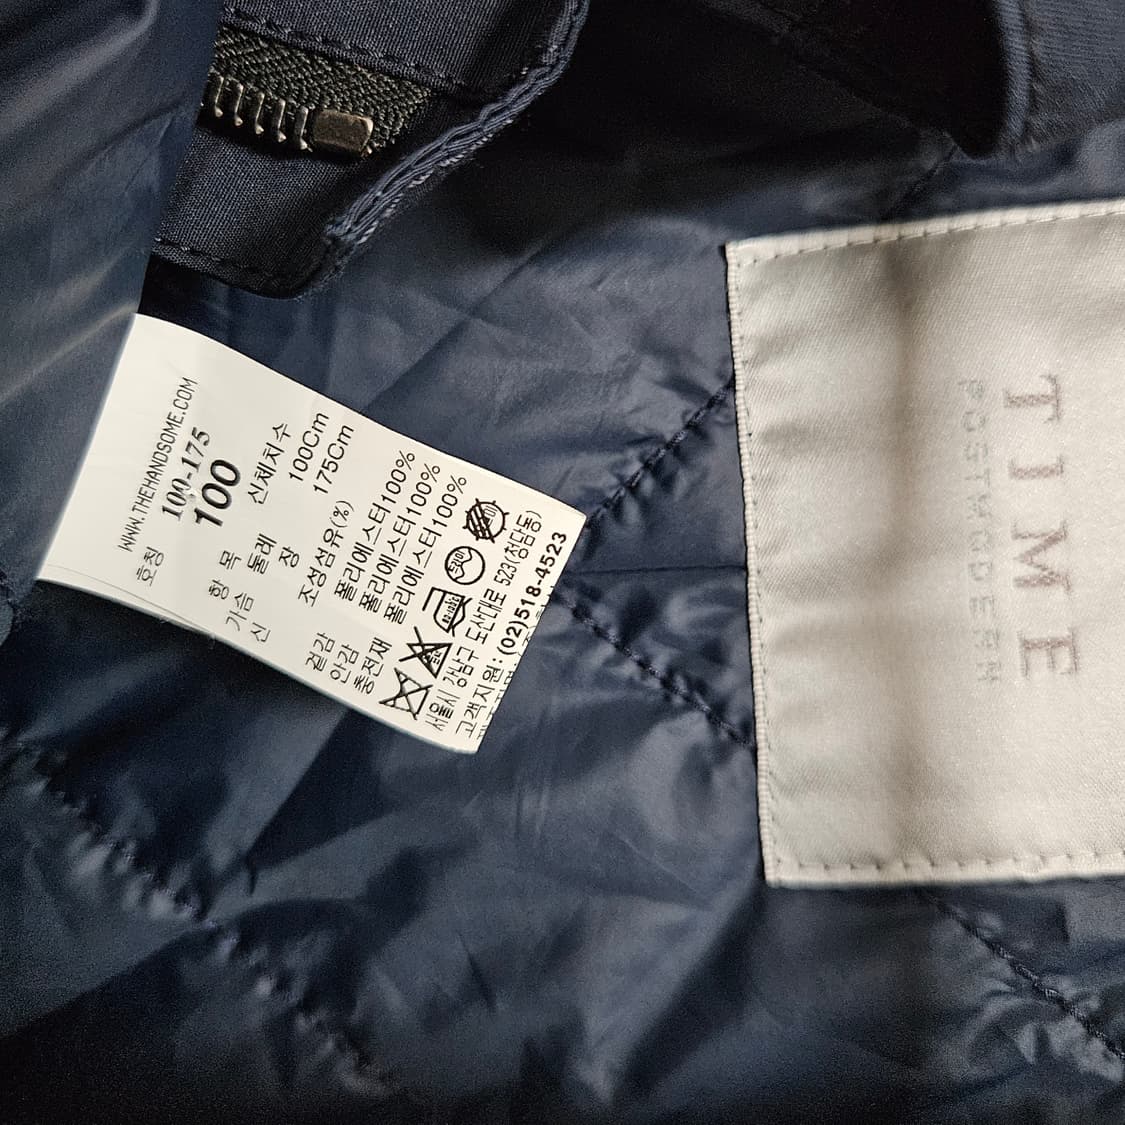 WWW.THEHANDSOME.COM
호칭 100-175
100
항 목 신체치수
가슴 둘레 100Cm
신 장 175Cm
조성섬유(%)
겉감 폴리에스터100%
안감 폴리에스터100%
충전재 폴리에스터100%
서울시 강남구 도산대로 523(청담동)
고객지원: (02)518-4523
TIME
POSTWODERN